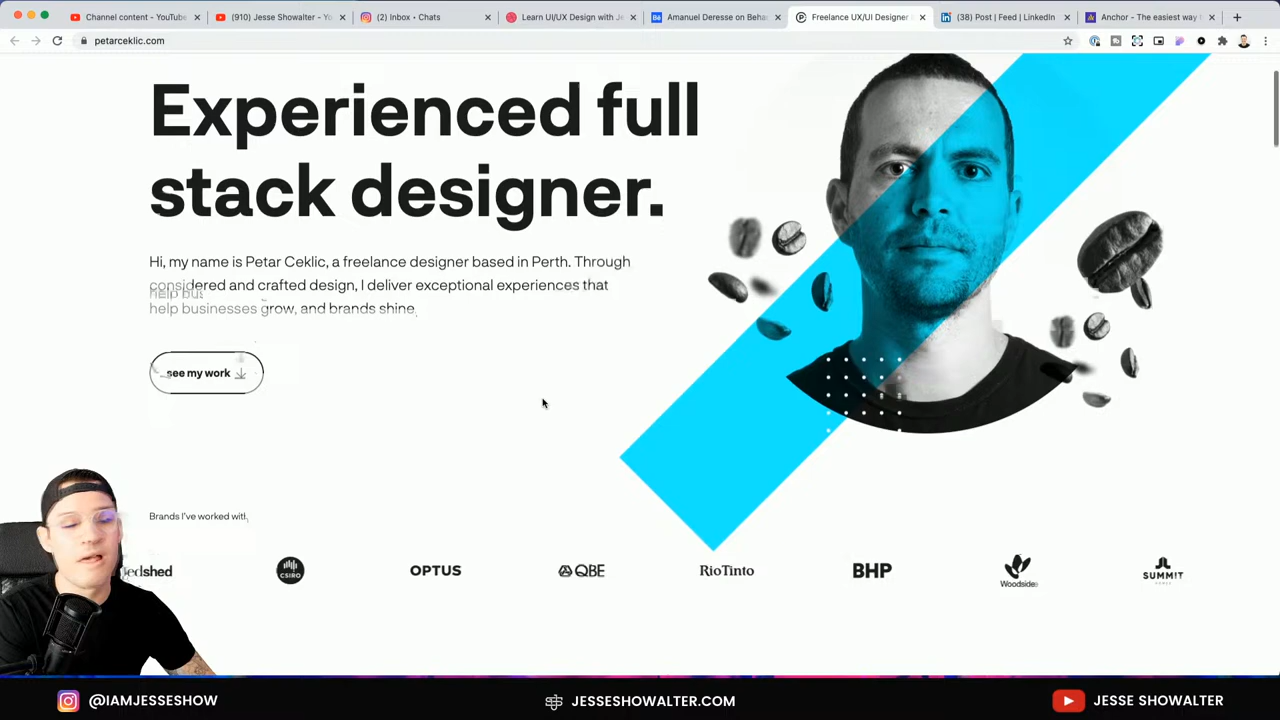 Channel content - YouTube
(910) Jesse Showalter - Yo
(2) Inbox • Chats
Learn UI/UX Design with Je
Amanuel Deresse on Beha
Freelance UX/UI Designer
(38) Post | Feed | LinkedIn
Anchor - The easiest way
petarceklic.com
Experienced full
stack designer.
Hi, my name is Petar Ceklic, a freelance designer based in Perth. Through
considered and crafted design, I deliver exceptional experiences that
help businesses grow, and brands shine.
see my work
Brands I've worked with
CSIRO
OPTUS
QBE
RioTinto
BHP
Woodside
SUMMIT
@IAMJESSESHOW
JESSESHOWALTER.COM
JESSE SHOWALTER